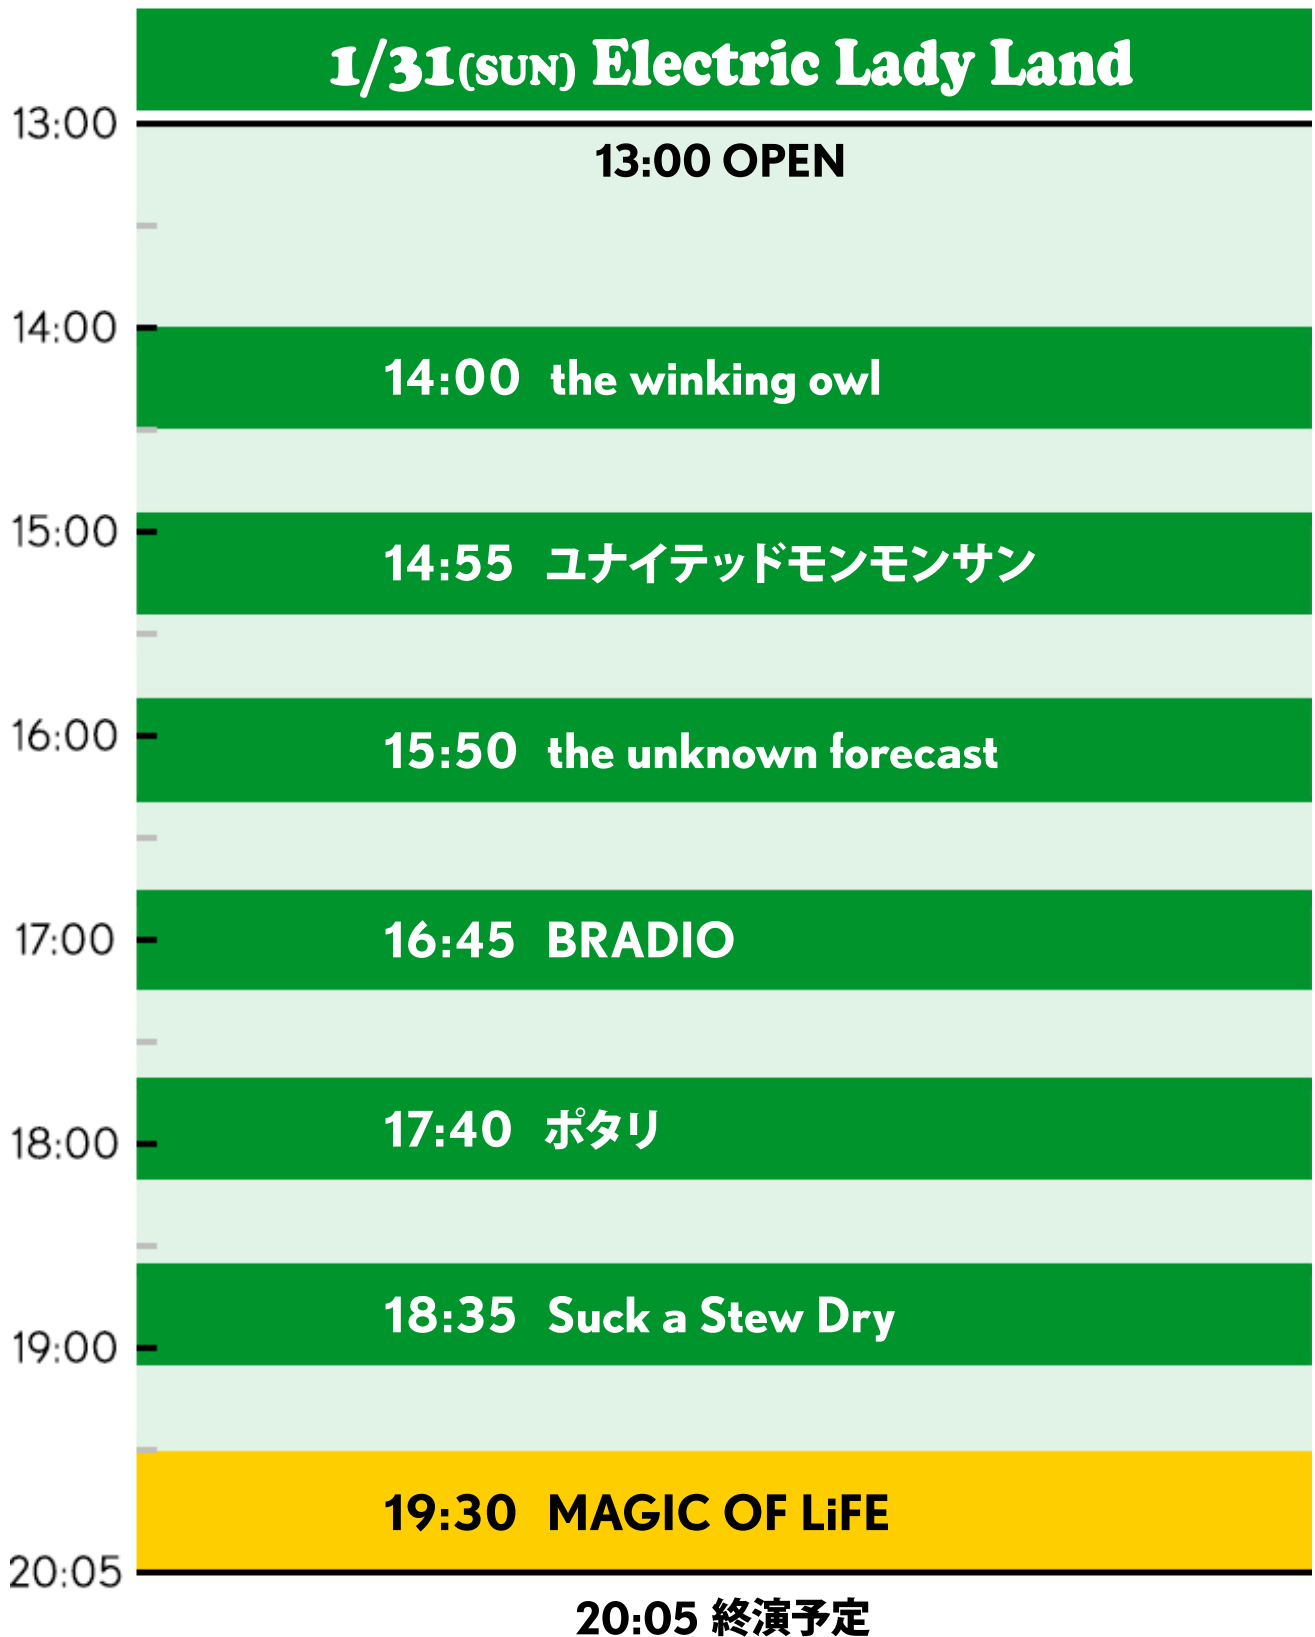 1/31(SUN) Electric Lady Land
13:00
13:00 OPEN
14:00
14:00 the winking owl
15:00
14:55 ユナイテッドモンモンサン
16:00
15:50 the unknown forecast
17:00
16:45 BRADIO
18:00
17:40 ポタリ
18:35 Suck a Stew Dry
19:00
19:30 MAGIC OF LiFE
20:05
20:05 終演予定